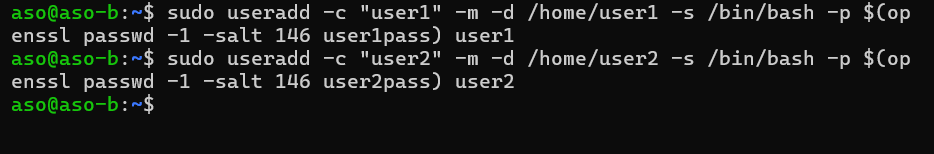 aso@aso-b:~$ sudo useradd -c "user1" -m -d /home/user1 -s /bin/bash -p $(op
enssl passwd -1 -salt 146 user1pass) user1
aso@aso-b:~$ sudo useradd -c "user2" -m -d /home/user2 -s /bin/bash -p $(op
enssl passwd -1 -salt 146 user2pass) user2
aso@aso-b:~$